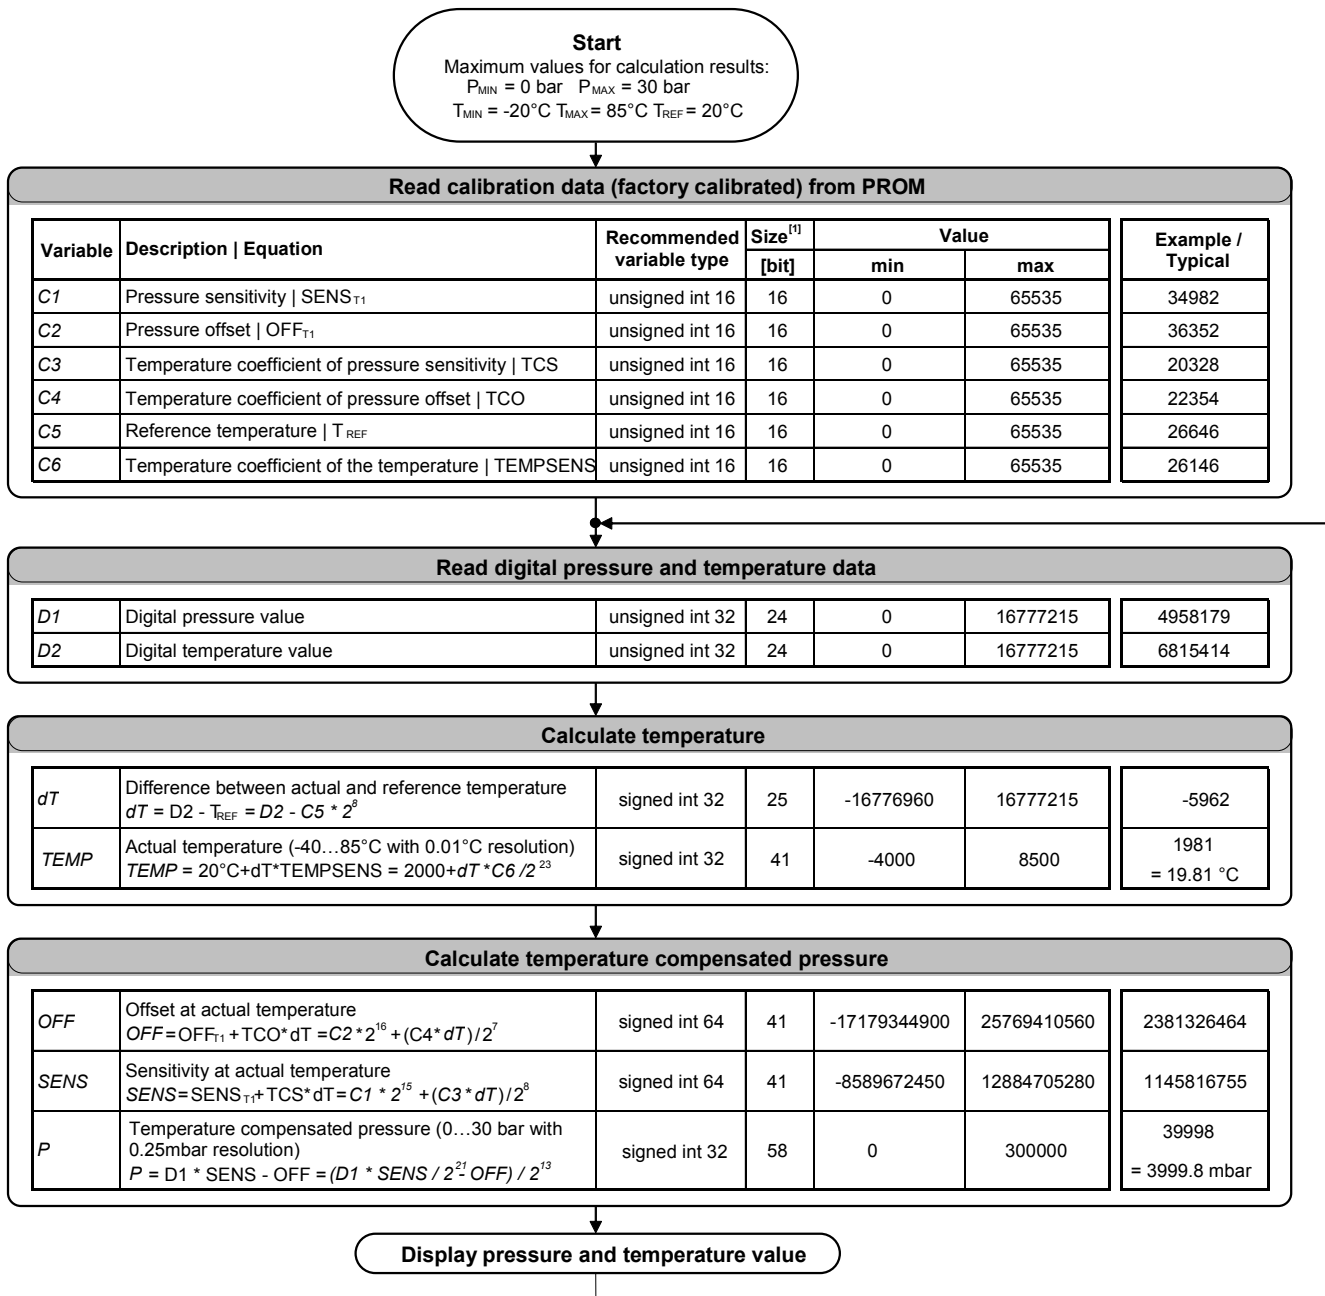 Start
Maximum values for calculation results:
PMIN = 0 bar PMAX = 30 bar
TMIN = -20°C TMAX = 85°C TREF = 20°C
Read calibration data (factory calibrated) from PROM
Variable Description | Equation Recommended variable type Size[1] [bit] Value min max Example / Typical
C1 Pressure sensitivity | SENST1 unsigned int 16 16 0 65535 34982
C2 Pressure offset | OFFT1 unsigned int 16 16 0 65535 36352
C3 Temperature coefficient of pressure sensitivity | TCS unsigned int 16 16 0 65535 20328
C4 Temperature coefficient of pressure offset | TCO unsigned int 16 16 0 65535 22354
C5 Reference temperature | TREF unsigned int 16 16 0 65535 26646
C6 Temperature coefficient of the temperature | TEMPSENS unsigned int 16 16 0 65535 26146
Read digital pressure and temperature data
D1 Digital pressure value unsigned int 32 24 0 16777215 4958179
D2 Digital temperature value unsigned int 32 24 0 16777215 6815414
Calculate temperature
Difference between actual and reference temperature
dT dT = D2 - TREF = D2 - C5 * 2^8 signed int 32 25 -16776960 16777215 -5962
Actual temperature (-40…85°C with 0.01°C resolution) 1981
TEMP TEMP = 20°C+dT*TEMPSENS = 2000+dT*C6/2^23 signed int 32 41 -4000 8500 = 19.81 °C
Calculate temperature compensated pressure
Offset at actual temperature
OFF OFF=OFFT1+TCO*dT=C2*2^16+(C4*dT)/2^7 signed int 64 41 -17179344900 25769410560 2381326464
Sensitivity at actual temperature
SENS SENS=SENST1+TCS*dT=C1 * 2^15+(C3*dT)/2^8 signed int 64 41 -8589672450 12884705280 1145816755
Temperature compensated pressure (0…30 bar with 39998
P 0.25mbar resolution) signed int 32 58 0 300000
P = D1 * SENS - OFF = (D1 * SENS / 2^21 - OFF) / 2^13 = 3999.8 mbar
Display pressure and temperature value